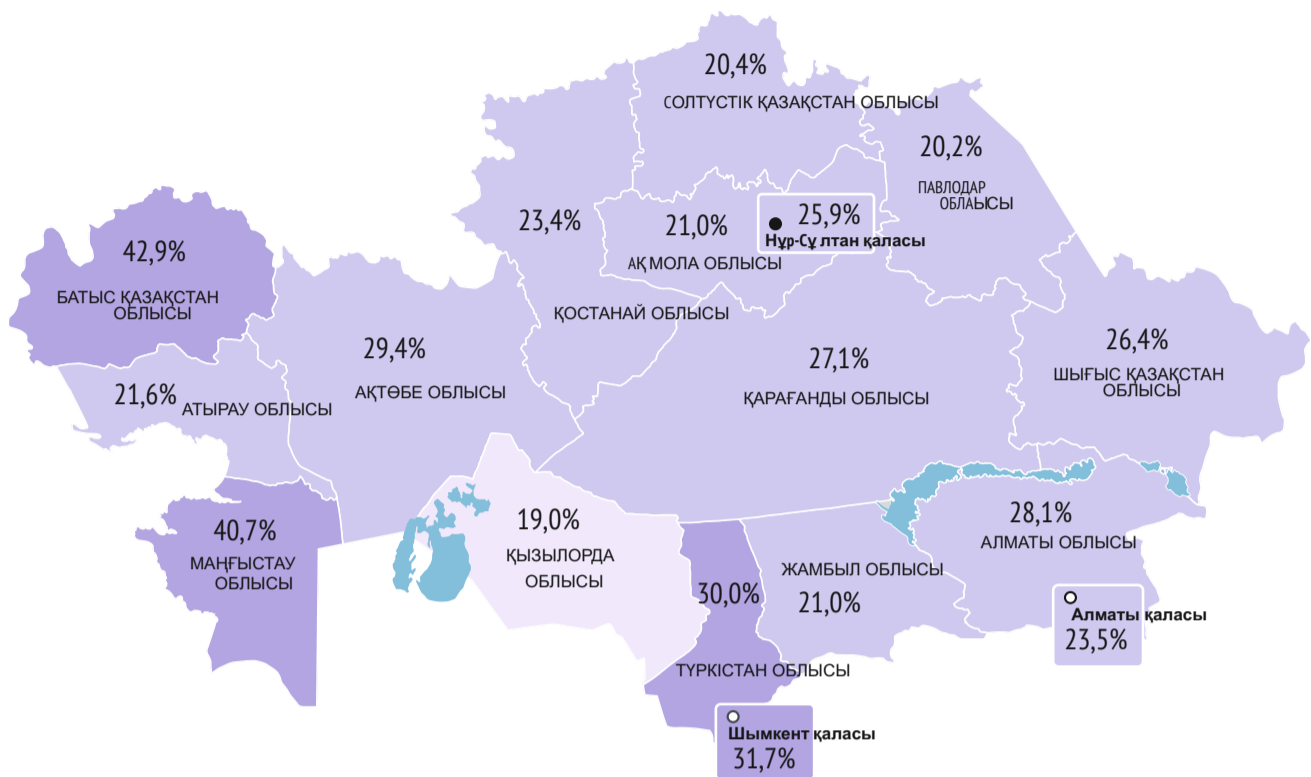 20,4%
СОЛТҮСТІК ҚАЗАҚСТАН ОБЛЫСЫ
20,2%
ПАВЛОДАР
ОБЛАЫСЫ
23,4%
21,0%
25,9%
Нұр-Сұ лтан қаласы
АҚ МОЛА ОБЛЫСЫ
42,9%
БАТЫС ҚАЗАҚСТАН
ОБЛЫСЫ
ҚОСТАНАЙ ОБЛЫСЫ
29,4%
АҚТӨБЕ ОБЛЫСЫ
27,1%
ҚАРАҒАНДЫ ОБЛЫСЫ
26,4%
ШЫҒЫС ҚАЗАҚСТАН
ОБЛЫСЫ
21,6%
АТЫРАУ ОБЛЫСЫ
40,7%
МАҢҒЫСТАУ
ОБЛЫСЫ
19,0%
ҚЫЗЫЛОРДА
ОБЛЫСЫ
28,1%
АЛМАТЫ ОБЛЫСЫ
ЖАМБЫЛ ОБЛЫСЫ
21,0%
30,0%
ТҮРКІСТАН ОБЛЫСЫ
Алматы қаласы
23,5%
Шымкент қаласы
31,7%